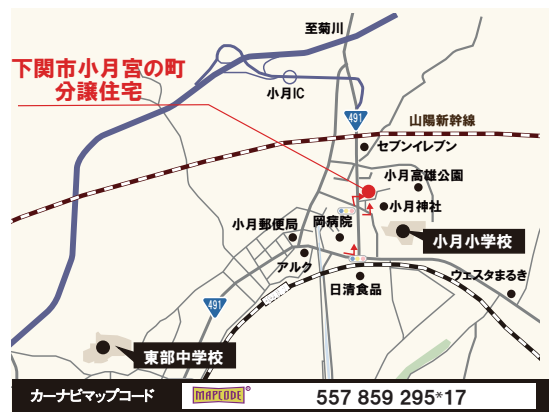 至菊川
下関市小月宮の町
分譲住宅
小月IC
491
山陽新幹線
セブンイレブン
小月高雄公園
小月神社
小月郵便局
岡病院
小月小学校
アルク
ウェスタまるき
日清食品
491
東部中学校
カーナビマップコード
MAPCODE
557 859 295*17